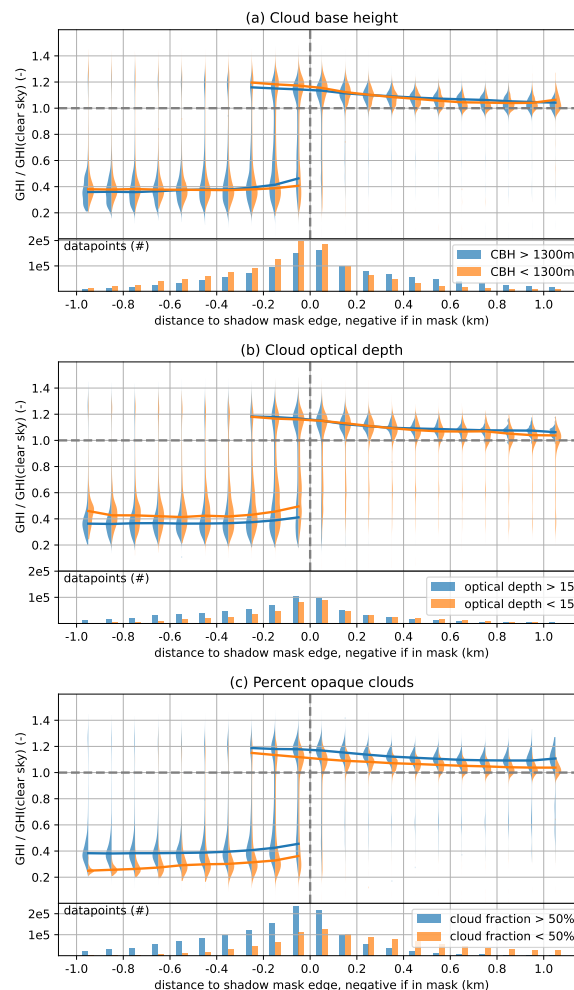 (a) Cloud base height
GHI / GHI(clear sky) (-)
1.4
1.2
1.0
0.8
0.6
0.4
0.2
datapoints (#)
2e5
1e5
CBH > 1300m
CBH < 1300m
-1.0 -0.8 -0.6 -0.4 -0.2 0.0 0.2 0.4 0.6 0.8 1.0
distance to shadow mask edge, negative if in mask (km)
(b) Cloud optical depth
GHI / GHI(clear sky) (-)
1.4
1.2
1.0
0.8
0.6
0.4
0.2
datapoints (#)
2e5
1e5
optical depth > 15
optical depth < 15
-1.0 -0.8 -0.6 -0.4 -0.2 0.0 0.2 0.4 0.6 0.8 1.0
distance to shadow mask edge, negative if in mask (km)
(c) Percent opaque clouds
GHI / GHI(clear sky) (-)
1.4
1.2
1.0
0.8
0.6
0.4
0.2
datapoints (#)
2e5
1e5
cloud fraction > 50%
cloud fraction < 50%
-1.0 -0.8 -0.6 -0.4 -0.2 0.0 0.2 0.4 0.6 0.8 1.0
distance to shadow mask edge, negative if in mask (km)